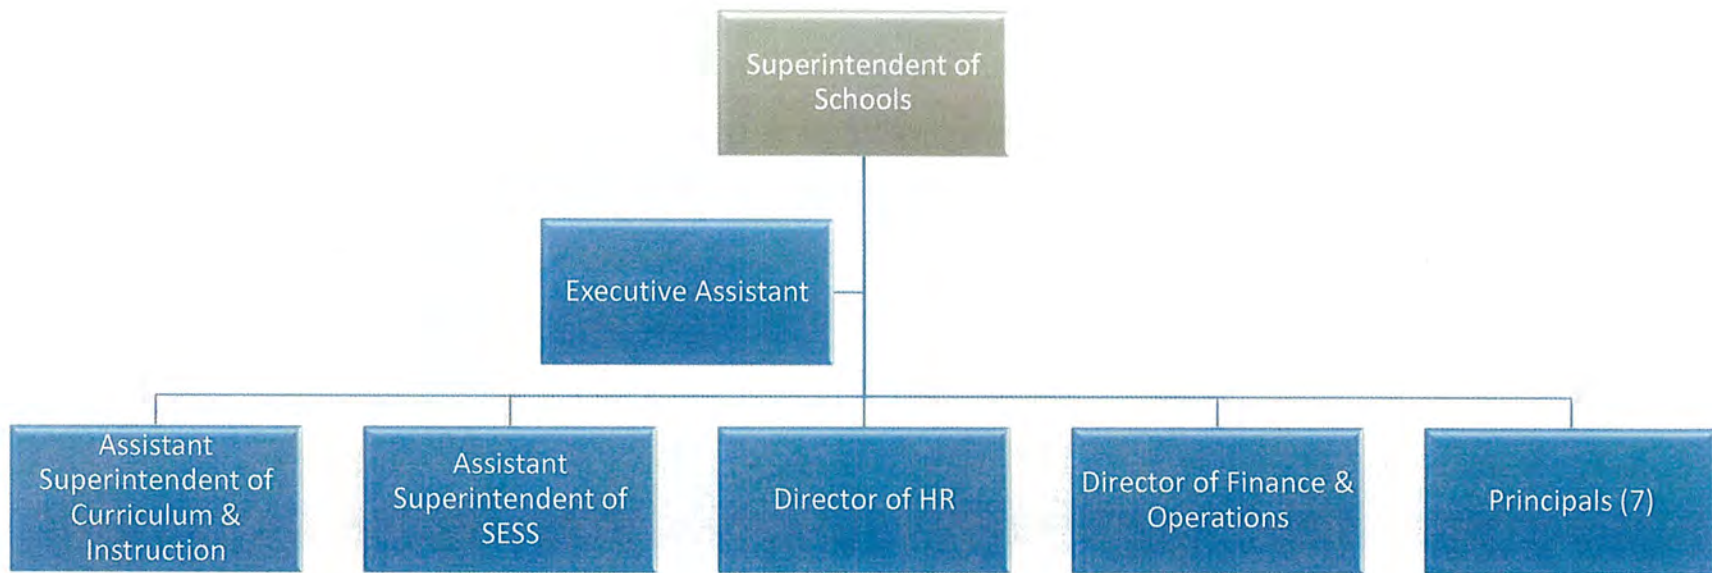 Superintendent of
Schools
Executive Assistant
Assistant
Superintendent of
Curriculum &
Instruction
Assistant
Superintendent of
SESS
Director of HR
Director of Finance &
Operations
Principals (7)